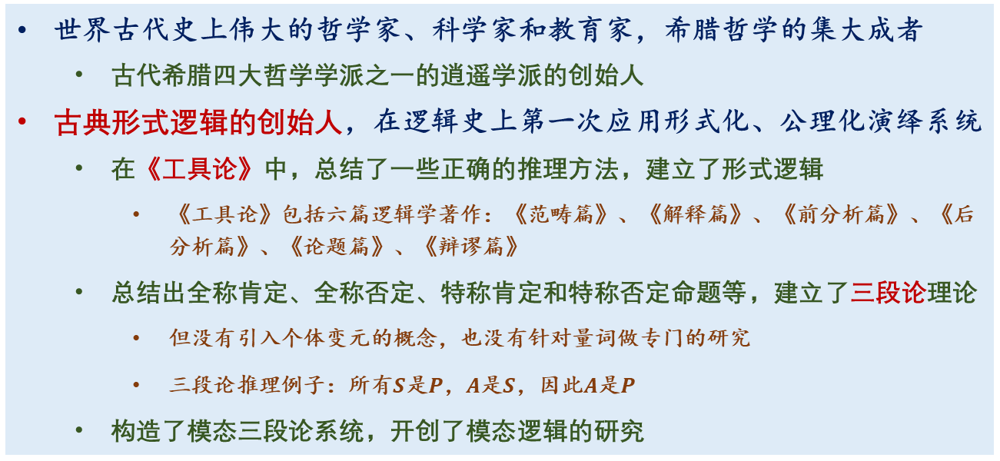 • 世界古代史上伟大的哲学家、科学家和教育家，希腊哲学的集大成者
• 古代希腊四大哲学学派之一的逍遥学派的创始人
• 古典形式逻辑的创始人，在逻辑史上第一次应用形式化、公理化演绎系统
• 在《工具论》中，总结了一些正确的推理方法，建立了形式逻辑
• 《工具论》包括六篇逻辑学著作：《范畴篇》、《解释篇》、《前分析篇》、《后
分析篇》、《论题篇》、《辩谬篇》
• 总结出全称肯定、全称否定、特称肯定和特称否定命题等，建立了三段论理论
• 但没有引入个体变元的概念，也没有针对量词做专门的研究
• 三段论推理例子：所有S是P，A是S，因此A是P
• 构造了模态三段论系统，开创了模态逻辑的研究